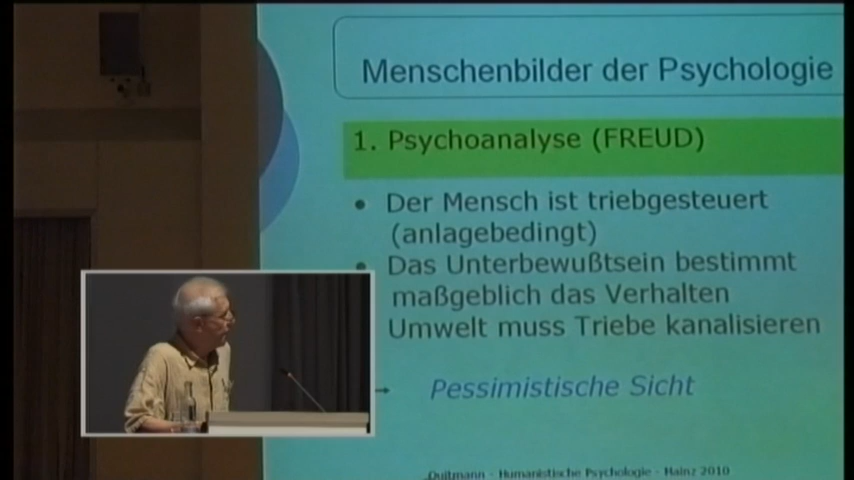 Menschenbilder der Psychologie
1. Psychoanalyse (FREUD)
• Der Mensch ist triebgesteuert
(anlagebedingt)
• Das Unterbewußtsein bestimmt
maßgeblich das Verhalten
Umwelt muss Triebe kanalisieren
→ Pessimistische Sicht
Quitmann - Humanistische Psychologie - Mainz 2010